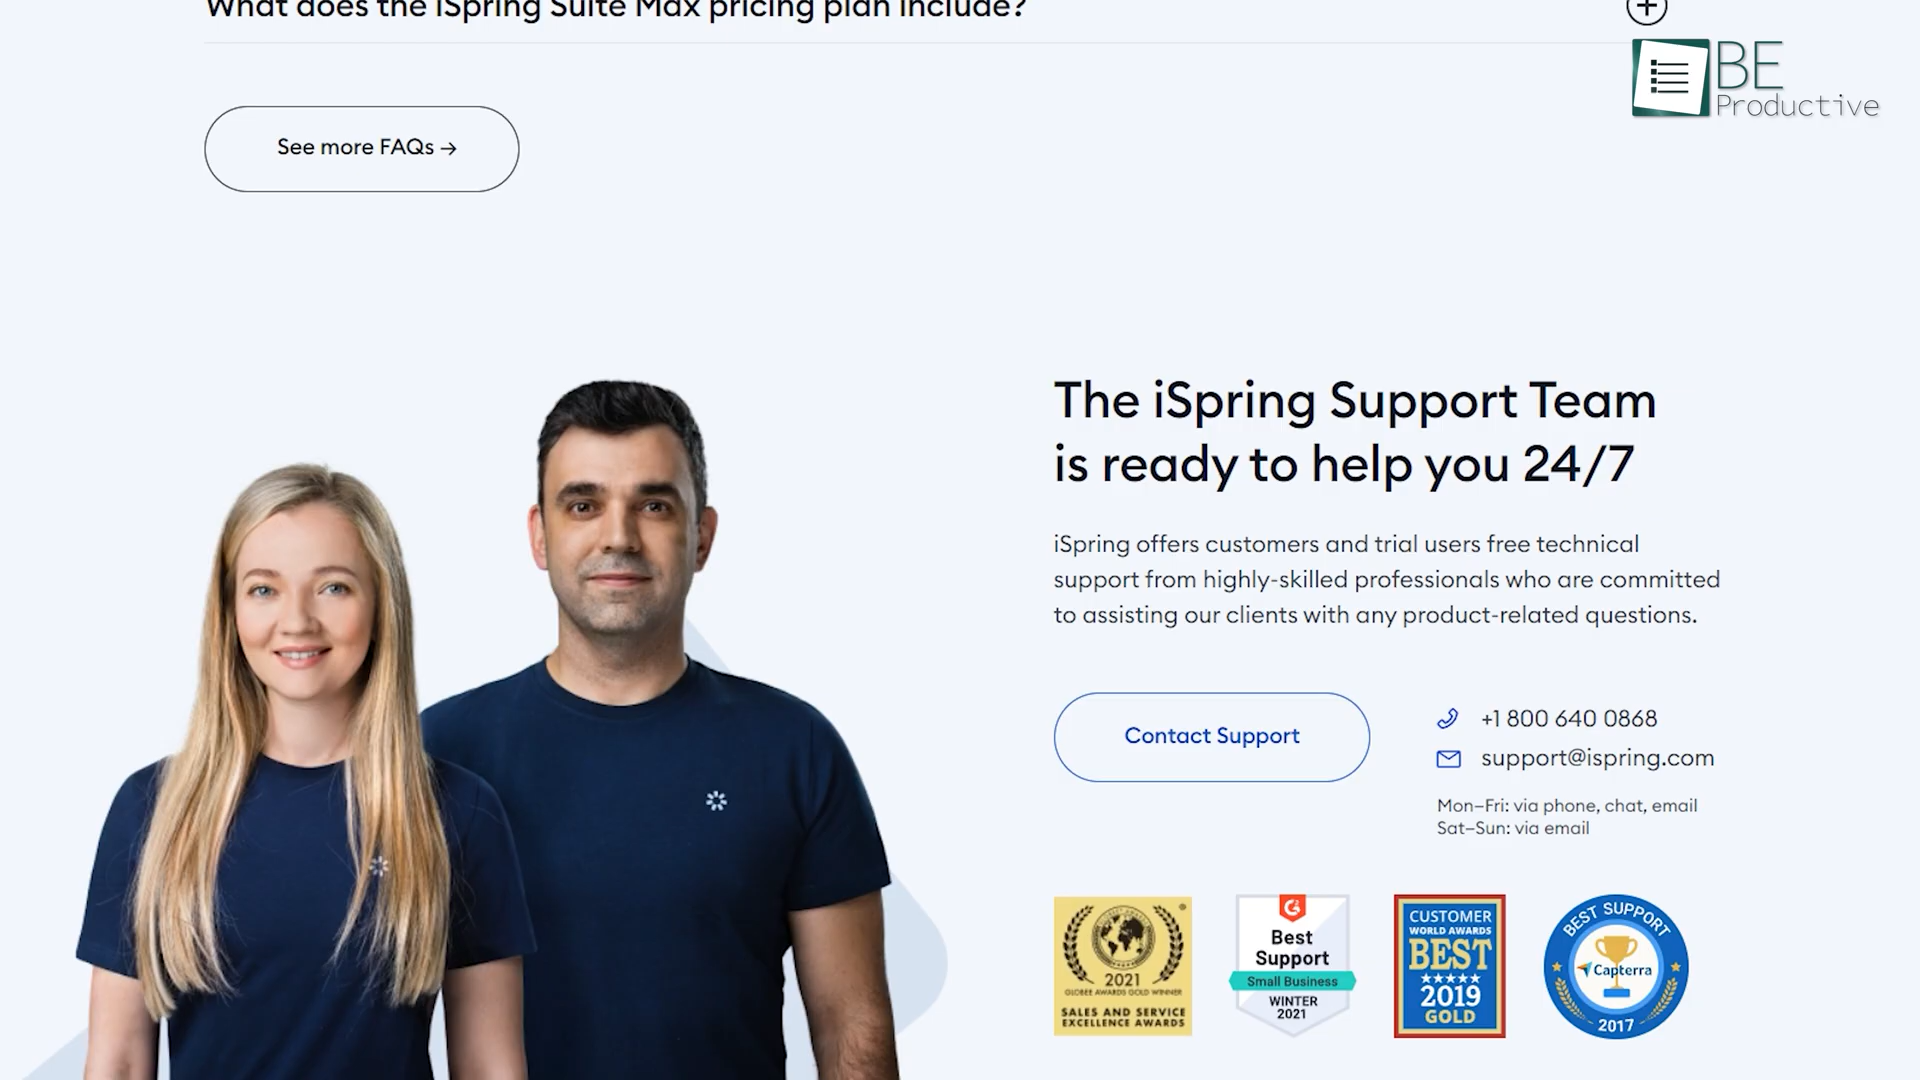 What does the iSpring Suite Max pricing plan include?
BE
Productive
See more FAQs →
The iSpring Support Team
is ready to help you 24/7
iSpring offers customers and trial users free technical
support from highly-skilled professionals who are committed
to assisting our clients with any product-related questions.
Contact Support
+1 800 640 0868
support@ispring.com
Mon–Fri: via phone, chat, email
Sat–Sun: via email
2021
GLOBEE AWARDS GOLD WINNER
SALES AND SERVICE
EXCELLENCE AWARDS
Best
Support
Small Business
WINTER
2021
CUSTOMER
WORLD AWARDS
BEST
2019
GOLD
BEST SUPPORT
Capterra
2017